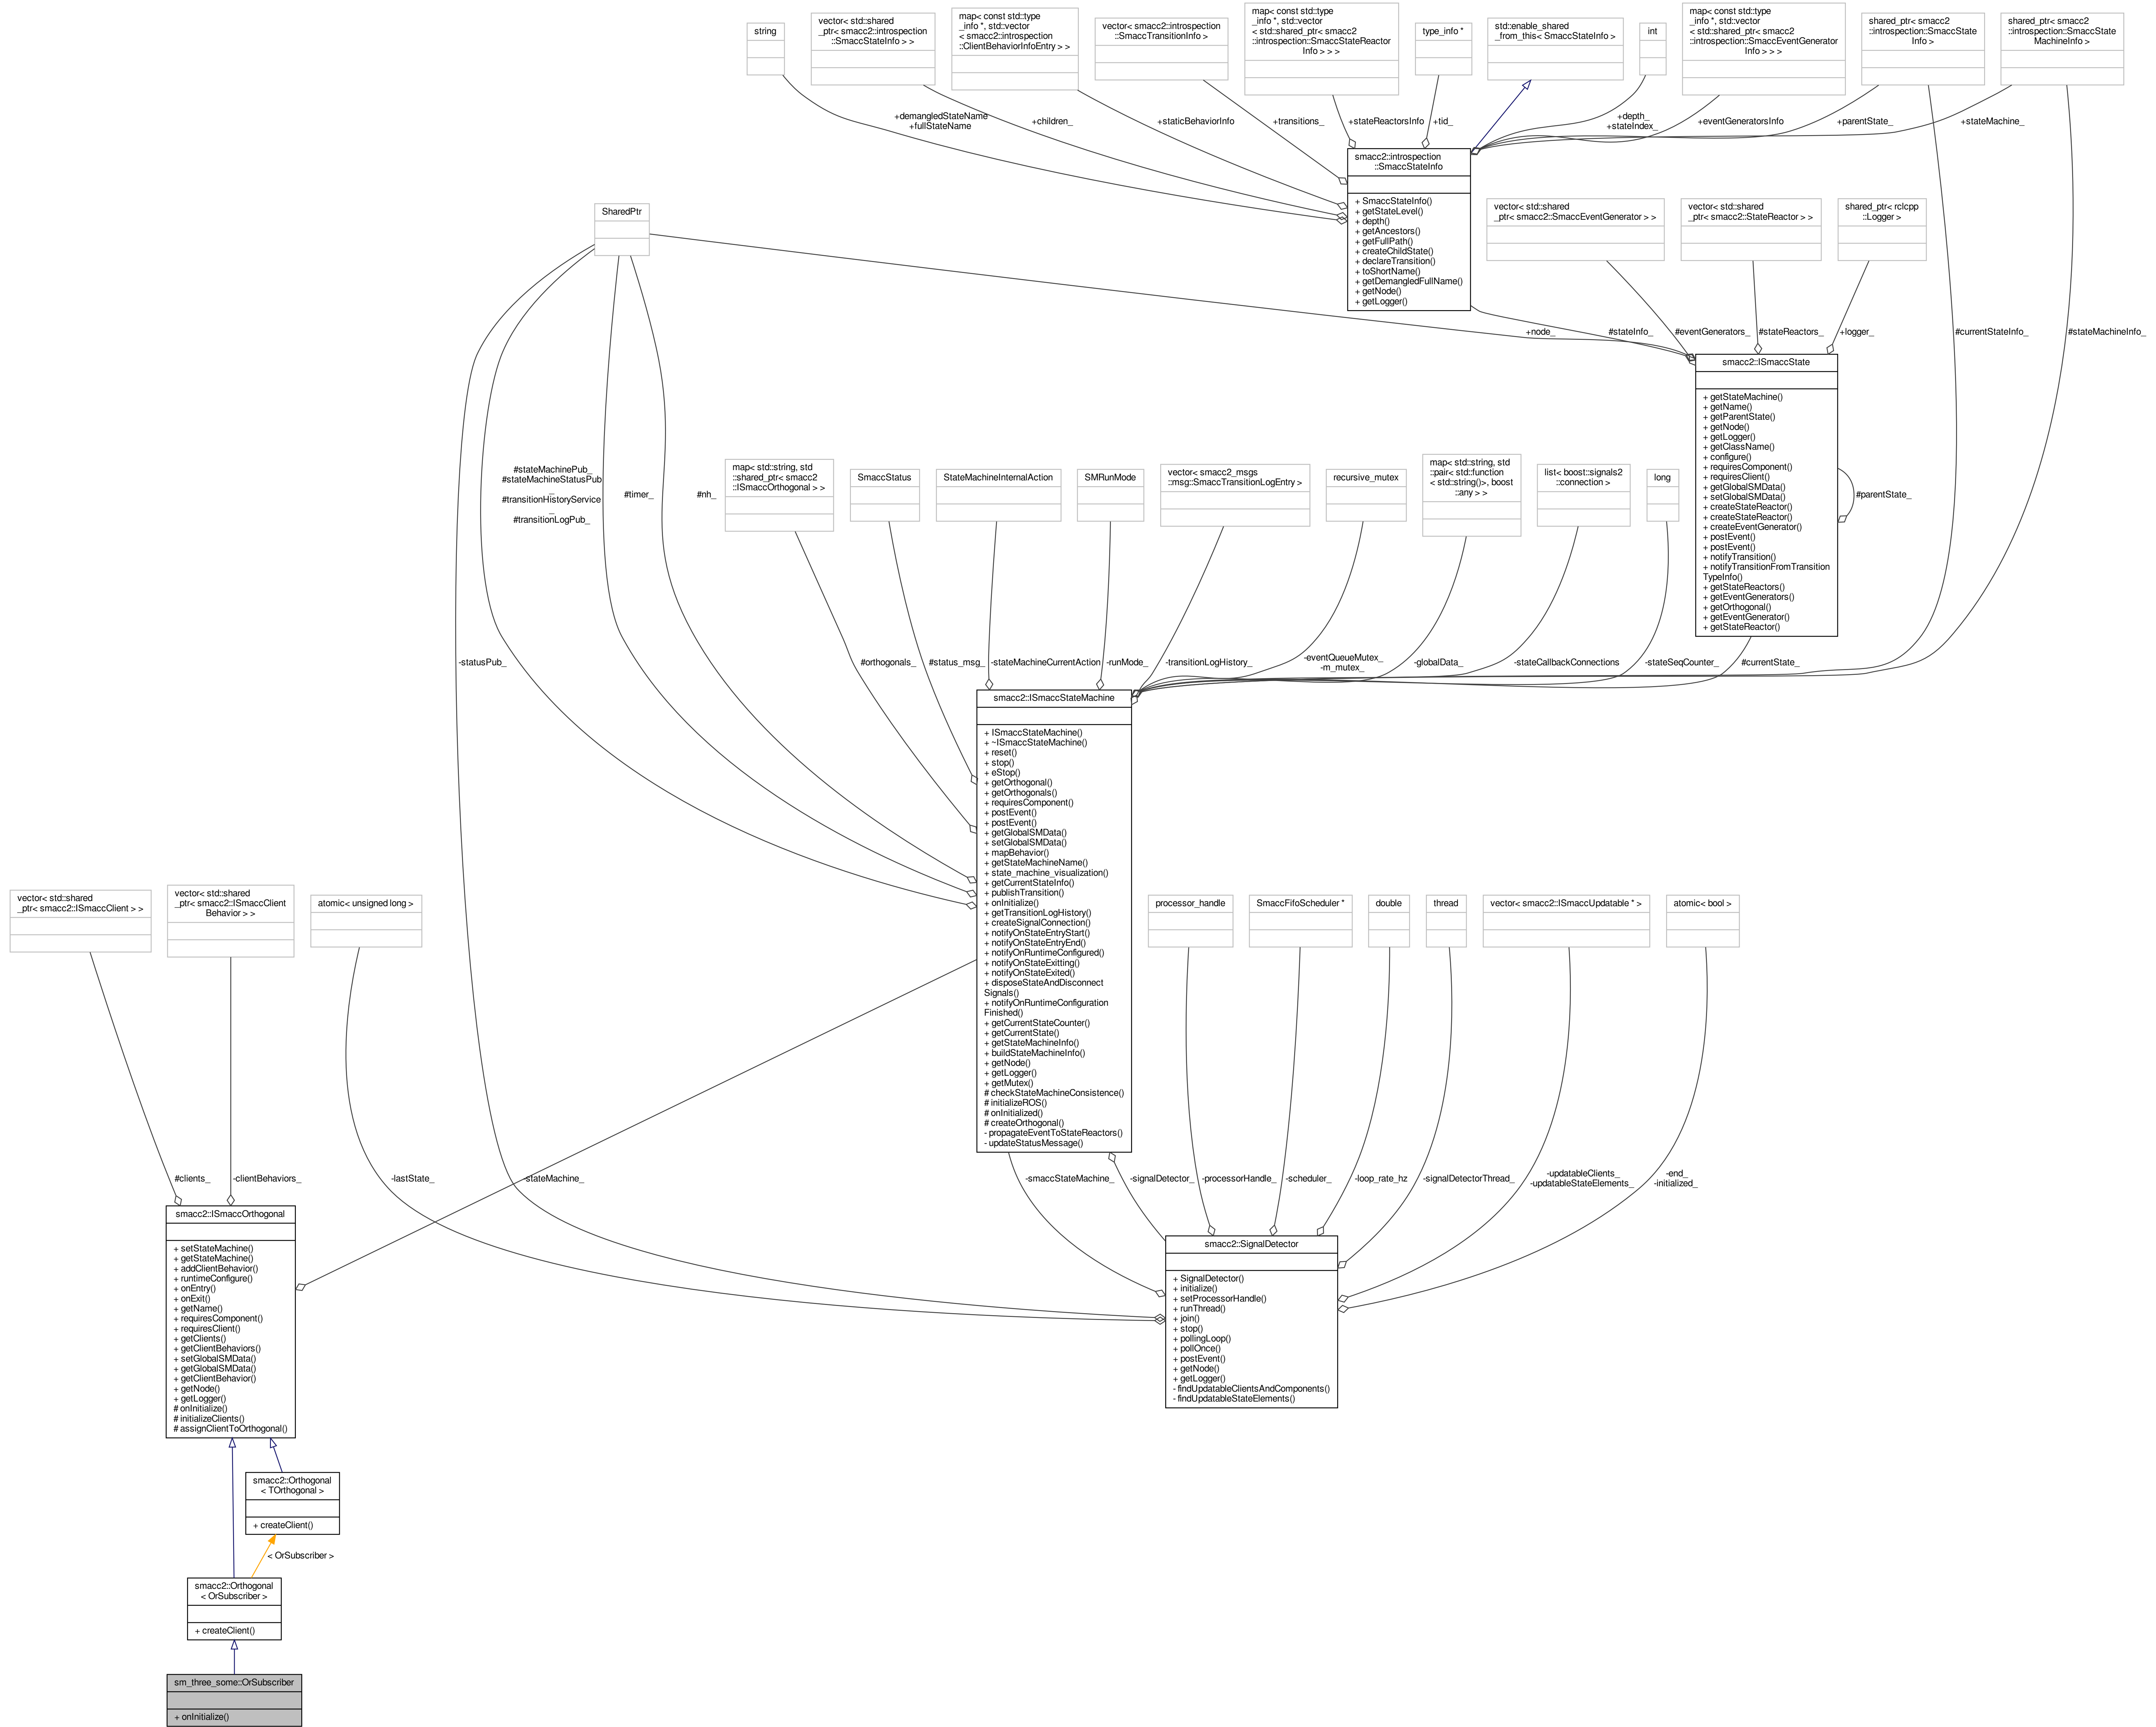 string
vector< std::shared
_ptr< smacc2::introspection
::SmaccStateInfo > >
map< const std::type
_info *, std::vector
< smacc2::introspection
::ClientBehaviorInfoEntry > >
vector< smacc2::introspection
::SmaccTransitionInfo >
map< const std::type
_info *, std::vector
< std::shared_ptr< smacc2
::introspection::SmaccStateReactor
Info > > >
type_info *
std::enable_shared
_from_this< SmaccStateInfo >
int
map< const std::type
_info *, std::vector
< std::shared_ptr< smacc2
::introspection::SmaccEventGenerator
Info > > >
shared_ptr< smacc2
::introspection::SmaccState
Info >
shared_ptr< smacc2
::introspection::SmaccState
MachineInfo >
+demangledStateName
+fullStateName
+children_
+staticBehaviorInfo
+transitions_
+stateReactorsInfo
+tid_
+depth_
+stateIndex_
+eventGeneratorsInfo
+parentState_
+stateMachine_
smacc2::introspection
::SmaccStateInfo
+ SmaccStateInfo()
+ getStateLevel()
+ depth()
+ getAncestors()
+ getFullPath()
+ createChildState()
+ declareTransition()
+ toShortName()
+ getDemangledFullName()
+ getNode()
+ getLogger()
SharedPtr
vector< std::shared
_ptr< smacc2::SmaccEventGenerator > >
vector< std::shared
_ptr< smacc2::StateReactor > >
shared_ptr< rclcpp
::Logger >
+node_
#stateInfo_
#eventGenerators_
#stateReactors_
+logger_
#currentStateInfo_
#stateMachineInfo_
smacc2::ISmaccState
+ getStateMachine()
+ getName()
+ getParentState()
+ getNode()
+ getLogger()
+ getClassName()
+ configure()
+ requiresComponent()
+ requiresClient()
+ getGlobalSMData()
+ setGlobalSMData()
+ createStateReactor()
+ createStateReactor()
+ createEventGenerator()
+ postEvent()
+ postEvent()
+ notifyTransition()
+ notifyTransitionFromTransition
TypeInfo()
+ getStateReactors()
+ getEventGenerators()
+ getOrthogonal()
+ getEventGenerator()
+ getStateReactor()
#parentState_
#stateMachinePub_
#stateMachineStatusPub
_
#transitionHistoryService
_
#transitionLogPub_
#timer_
#nh_
map< std::string, std
::shared_ptr< smacc2
::ISmaccOrthogonal > >
SmaccStatus
StateMachineInternalAction
SMRunMode
vector< smacc2_msgs
::msg::SmaccTransitionLogEntry >
recursive_mutex
map< std::string, std
::pair< std::function
< std::string()>, boost
::any > >
list< boost::signals2
::connection >
long
-statusPub_
#orthogonals_
#status_msg_
-stateMachineCurrentAction
-runMode_
-transitionLogHistory_
-eventQueueMutex_
-m_mutex_
-globalData_
-stateCallbackConnections
-stateSeqCounter_
#currentState_
smacc2::ISmaccStateMachine
+ ISmaccStateMachine()
+ ~ISmaccStateMachine()
+ reset()
+ stop()
+ eStop()
+ getOrthogonal()
+ getOrthogonals()
+ requiresComponent()
+ postEvent()
+ postEvent()
+ getGlobalSMData()
+ setGlobalSMData()
+ mapBehavior()
+ getStateMachineName()
+ state_machine_visualization()
+ getCurrentStateInfo()
+ publishTransition()
+ onInitialize()
+ getTransitionLogHistory()
+ createSignalConnection()
+ notifyOnStateEntryStart()
+ notifyOnStateEntryEnd()
+ notifyOnRuntimeConfigured()
+ notifyOnStateExitting()
+ notifyOnStateExited()
+ disposeStateAndDisconnect
Signals()
+ notifyOnRuntimeConfiguration
Finished()
+ getCurrentStateCounter()
+ getCurrentState()
+ getStateMachineInfo()
+ buildStateMachineInfo()
+ getNode()
+ getLogger()
+ getMutex()
# checkStateMachineConsistence()
# initializeROS()
# onInitialized()
# createOrthogonal()
- propagateEventToStateReactors()
- updateStatusMessage()
vector< std::shared
_ptr< smacc2::ISmaccClient > >
vector< std::shared
_ptr< smacc2::ISmaccClient
Behavior > >
atomic< unsigned long >
processor_handle
SmaccFifoScheduler *
double
thread
vector< smacc2::ISmaccUpdatable * >
atomic< bool >
#clients_
-clientBehaviors_
-lastState_
-stateMachine_
-smaccStateMachine_
-signalDetector_
-processorHandle_
-scheduler_
-loop_rate_hz
-signalDetectorThread_
-updatableClients_
-updatableStateElements_
-end_
-initialized_
smacc2::ISmaccOrthogonal
+ setStateMachine()
+ getStateMachine()
+ addClientBehavior()
+ runtimeConfigure()
+ onEntry()
+ onExit()
+ getName()
+ requiresComponent()
+ requiresClient()
+ getClients()
+ getClientBehaviors()
+ setGlobalSMData()
+ getGlobalSMData()
+ getClientBehavior()
+ getNode()
+ getLogger()
# onInitialize()
# initializeClients()
# assignClientToOrthogonal()
smacc2::SignalDetector
+ SignalDetector()
+ initialize()
+ setProcessorHandle()
+ runThread()
+ join()
+ stop()
+ pollingLoop()
+ pollOnce()
+ postEvent()
+ getNode()
+ getLogger()
- findUpdatableClientsAndComponents()
- findUpdatableStateElements()
smacc2::Orthogonal
< TOrthogonal >
+ createClient()
< OrSubscriber >
smacc2::Orthogonal
< OrSubscriber >
+ createClient()
sm_three_some::OrSubscriber
+ onInitialize()